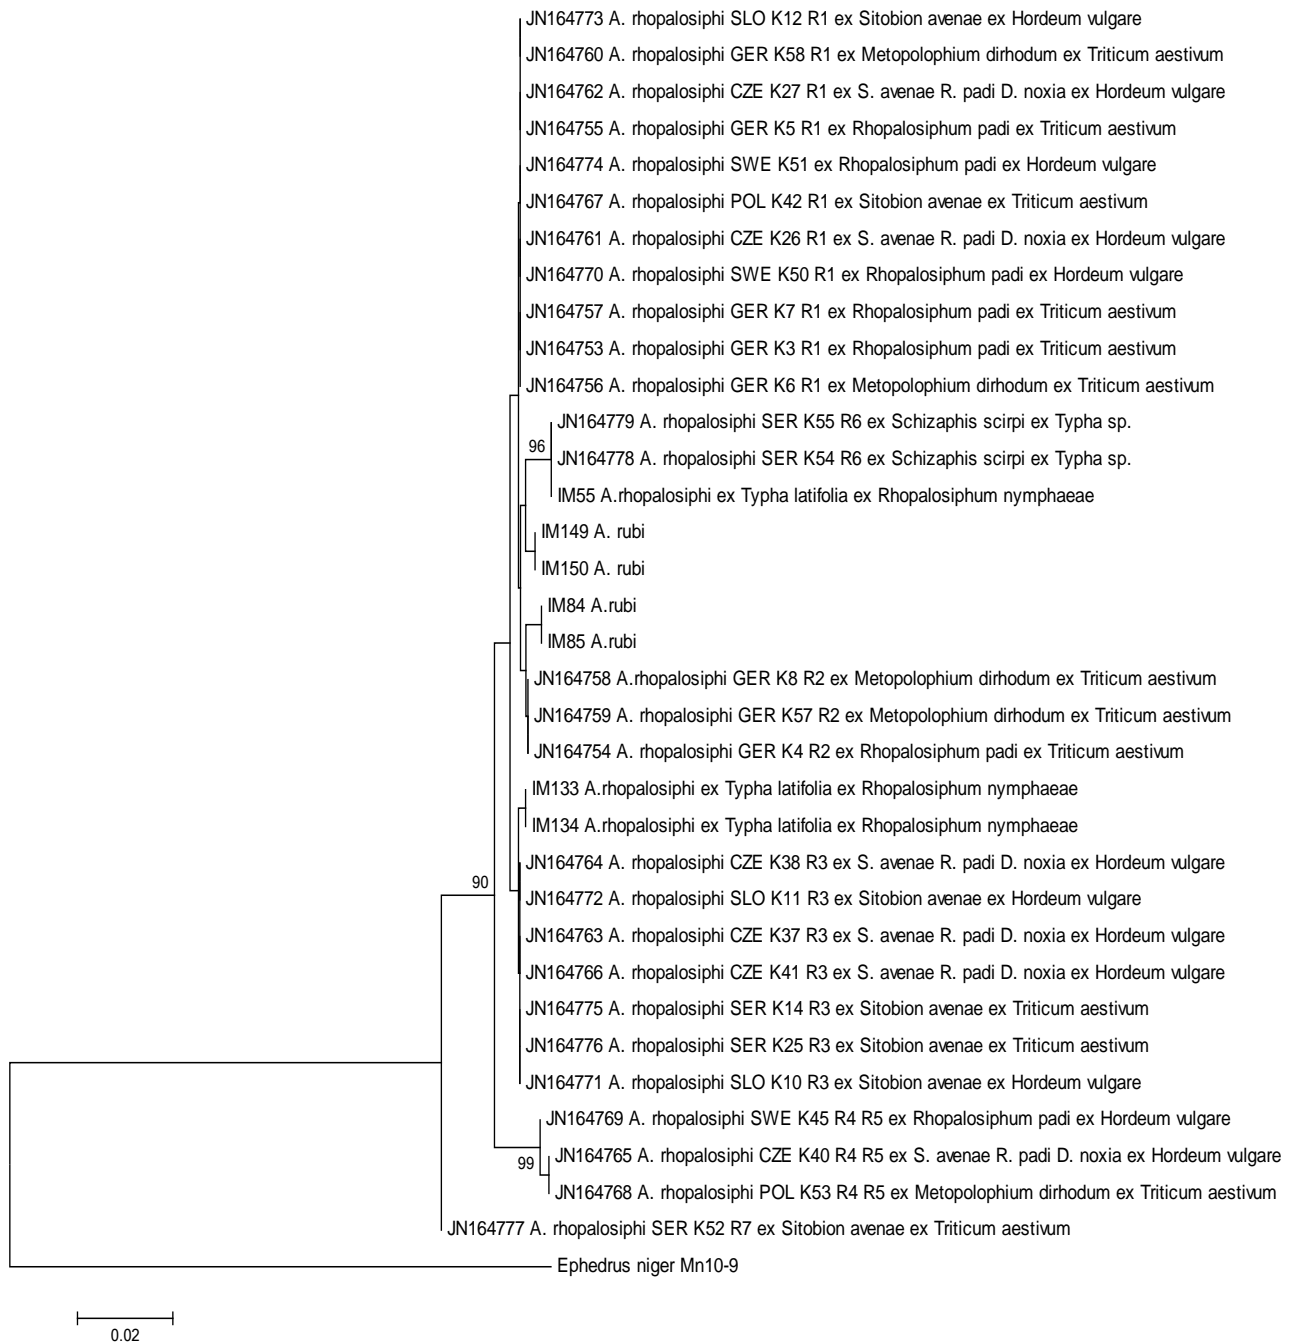 JN164773 A. rhopalosiphi SLO K12 R1 ex Sitobion avenae ex Hordeum vulgare
JN164760 A. rhopalosiphi GER K58 R1 ex Metopolophium dirhodum ex Triticum aestivum
JN164762 A. rhopalosiphi CZE K27 R1 ex S. avenae R. padi D. noxia ex Hordeum vulgare
JN164755 A. rhopalosiphi GER K5 R1 ex Rhopalosiphum padi ex Triticum aestivum
JN164774 A. rhopalosiphi SWE K51 ex Rhopalosiphum padi ex Hordeum vulgare
JN164767 A. rhopalosiphi POL K42 R1 ex Sitobion avenae ex Triticum aestivum
JN164761 A. rhopalosiphi CZE K26 R1 ex S. avenae R. padi D. noxia ex Hordeum vulgare
JN164770 A. rhopalosiphi SWE K50 R1 ex Rhopalosiphum padi ex Hordeum vulgare
JN164757 A. rhopalosiphi GER K7 R1 ex Rhopalosiphum padi ex Triticum aestivum
JN164753 A. rhopalosiphi GER K3 R1 ex Rhopalosiphum padi ex Triticum aestivum
JN164756 A. rhopalosiphi GER K6 R1 ex Metopolophium dirhodum ex Triticum aestivum
JN164779 A. rhopalosiphi SER K55 R6 ex Schizaphis scirpi ex Typha sp.
96
JN164778 A. rhopalosiphi SER K54 R6 ex Schizaphis scirpi ex Typha sp.
IM55 A.rhopalosiphi ex Typha latifolia ex Rhopalosiphum nymphaeae
IM149 A. rubi
IM150 A. rubi
IM84 A.rubi
IM85 A.rubi
JN164758 A.rhopalosiphi GER K8 R2 ex Metopolophium dirhodum ex Triticum aestivum
JN164759 A. rhopalosiphi GER K57 R2 ex Metopolophium dirhodum ex Triticum aestivum
JN164754 A. rhopalosiphi GER K4 R2 ex Rhopalosiphum padi ex Triticum aestivum
IM133 A.rhopalosiphi ex Typha latifolia ex Rhopalosiphum nymphaeae
IM134 A.rhopalosiphi ex Typha latifolia ex Rhopalosiphum nymphaeae
JN164764 A. rhopalosiphi CZE K38 R3 ex S. avenae R. padi D. noxia ex Hordeum vulgare
90
JN164772 A. rhopalosiphi SLO K11 R3 ex Sitobion avenae ex Hordeum vulgare
JN164763 A. rhopalosiphi CZE K37 R3 ex S. avenae R. padi D. noxia ex Hordeum vulgare
JN164766 A. rhopalosiphi CZE K41 R3 ex S. avenae R. padi D. noxia ex Hordeum vulgare
JN164775 A. rhopalosiphi SER K14 R3 ex Sitobion avenae ex Triticum aestivum
JN164776 A. rhopalosiphi SER K25 R3 ex Sitobion avenae ex Triticum aestivum
JN164771 A. rhopalosiphi SLO K10 R3 ex Sitobion avenae ex Hordeum vulgare
JN164769 A. rhopalosiphi SWE K45 R4 R5 ex Rhopalosiphum padi ex Hordeum vulgare
JN164765 A. rhopalosiphi CZE K40 R4 R5 ex S. avenae R. padi D. noxia ex Hordeum vulgare
99
JN164768 A. rhopalosiphi POL K53 R4 R5 ex Metopolophium dirhodum ex Triticum aestivum
JN164777 A. rhopalosiphi SER K52 R7 ex Sitobion avenae ex Triticum aestivum
Ephedrus niger Mn10-9
0.02